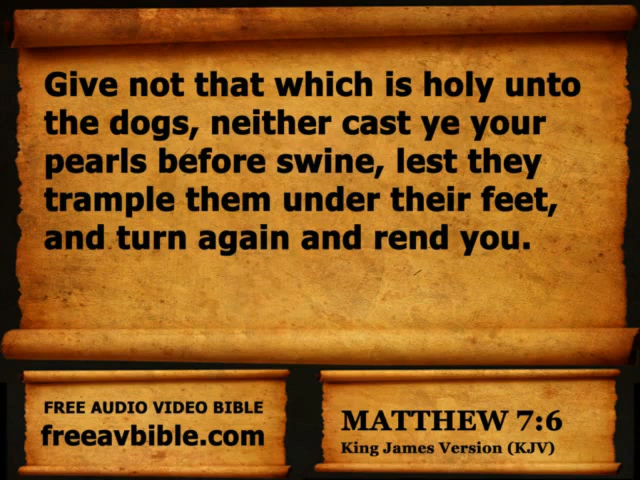 Give not that which is holy unto
the dogs, neither cast ye your
pearls before swine, lest they
trample them under their feet,
and turn again and rend you.
FREE AUDIO VIDEO BIBLE
freeavbible.com
MATTHEW 7:6
King James Version (KJV)